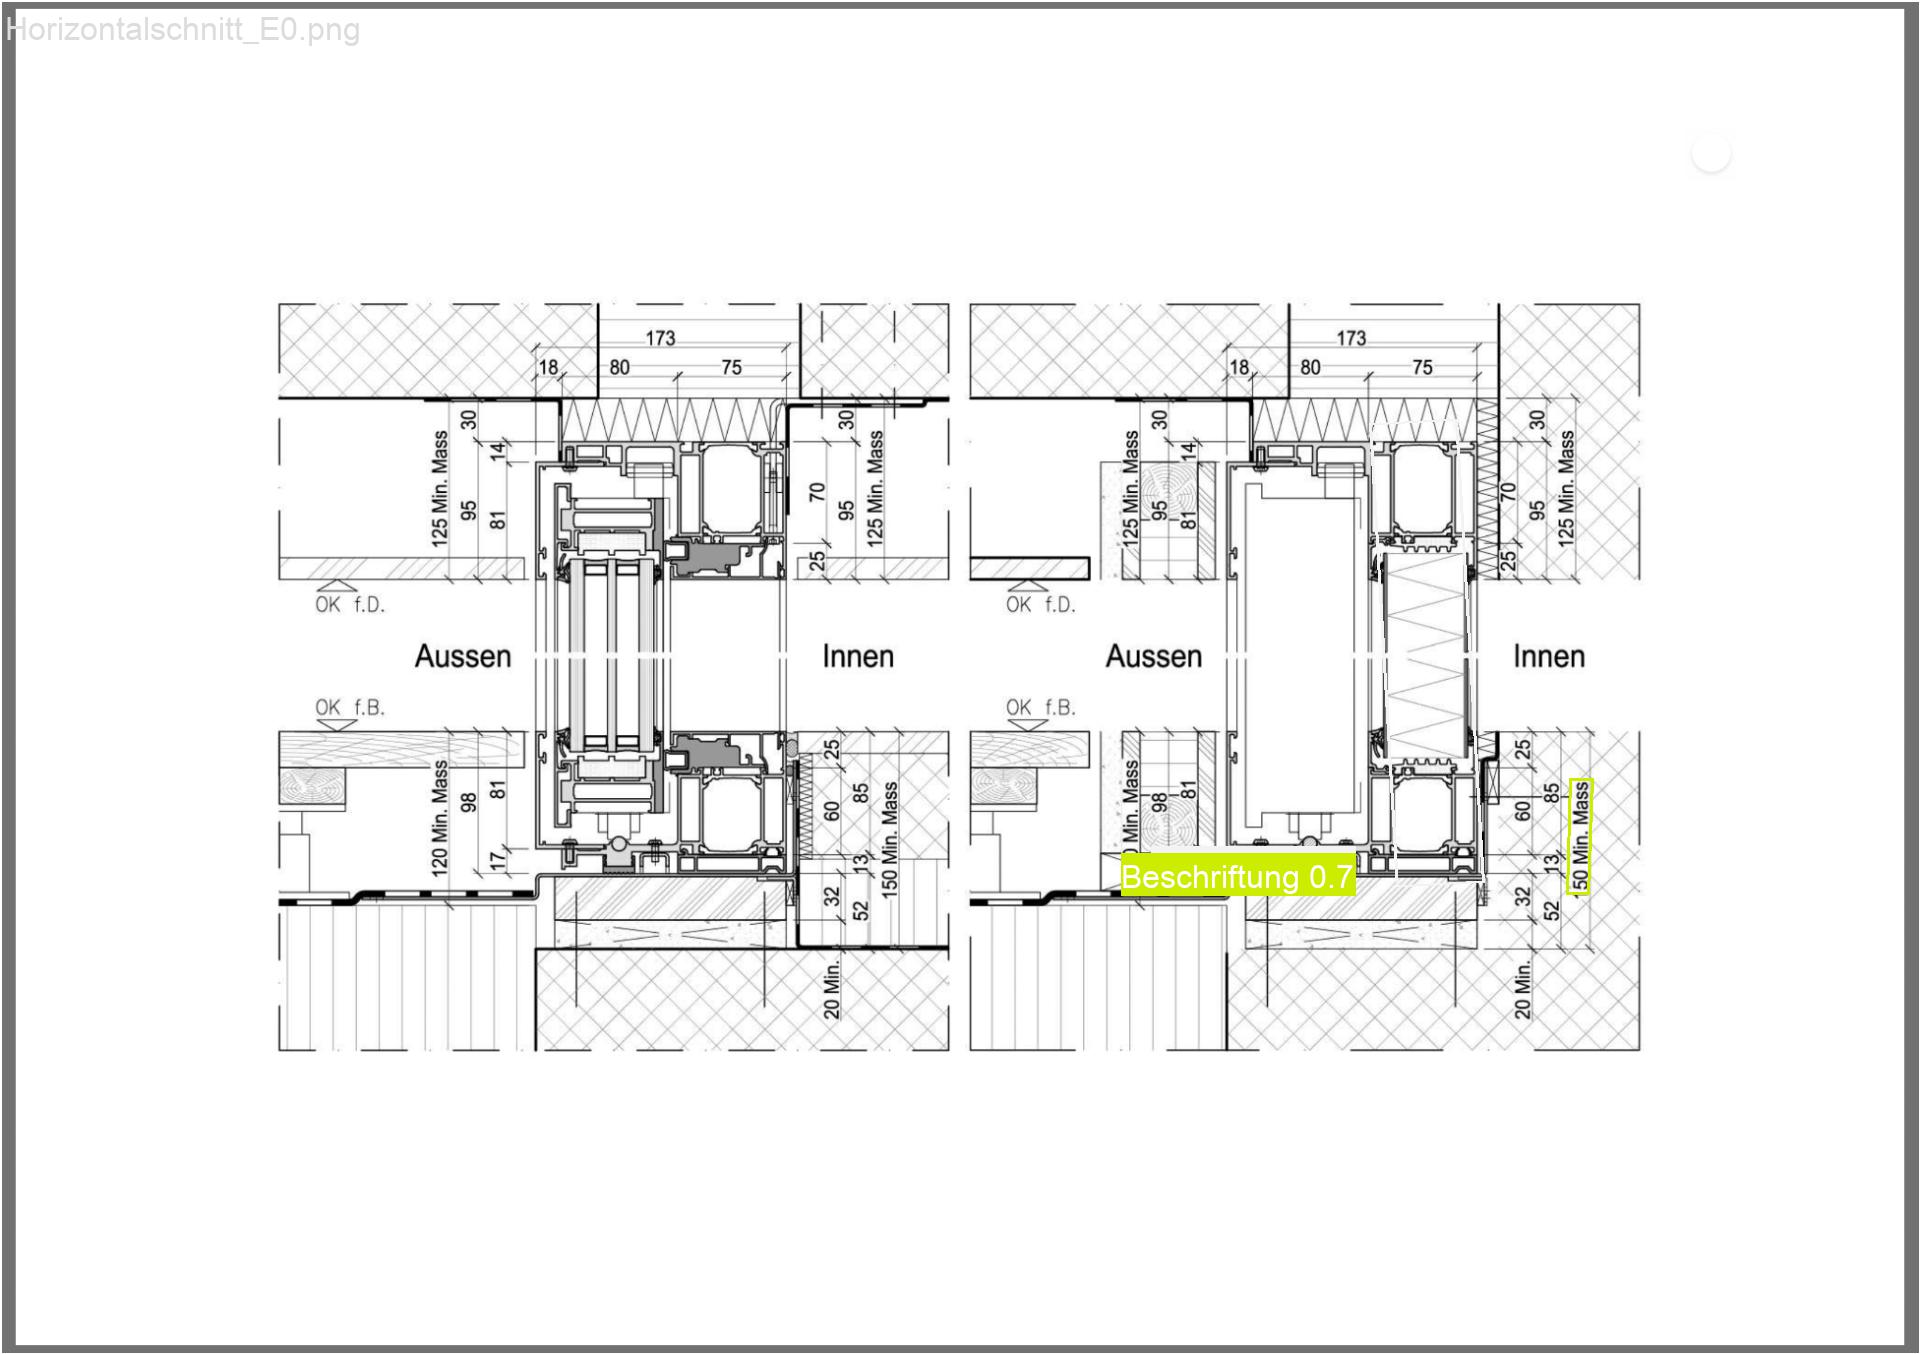 Horizontalschnitt_E0.png
173
18
80
75
30
14
125 Min. Mass
95
81
30
70
95
125 Min. Mass
25
OK f.D.
Aussen
Innen
OK f.B.
120 Min. Mass
98
81
17
25
85
60
150 Min. Mass
13
32
52
20 Min.
173
18
80
75
30
14
125 Min. Mass
95
81
30
70
95
125 Min. Mass
25
OK f.D.
Aussen
Innen
OK f.B.
Min. Mass
98
81
25
85
60
50 Min. Mass
13
32
52
20 Min.
Beschriftung 0.7